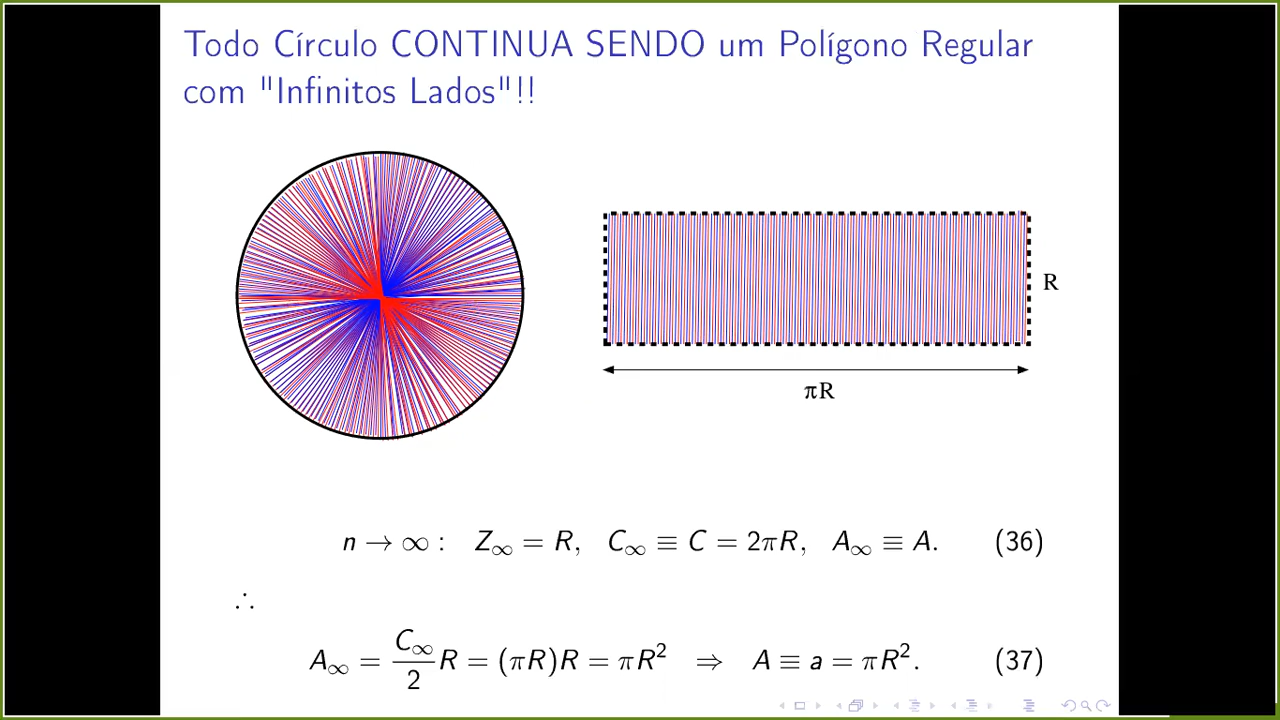 Todo Círculo CONTINUA SENDO um Polígono Regular
com "Infinitos Lados"!!
R
πR
n → ∞ : Z∞ = R, C∞ ≡ C = 2πR, A∞ ≡ A. (36)
∴
A∞ = C∞/2 R = (πR)R = πR² ⇒ A ≡ a = πR². (37)